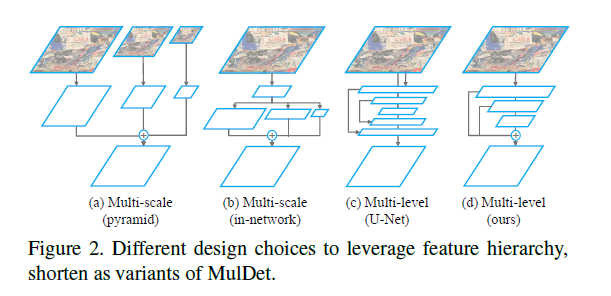 (a) Multi-scale (pyramid)
(b) Multi-scale (in-network)
(c) Multi-level (U-Net)
(d) Multi-level (ours)
Figure 2. Different design choices to leverage feature hierarchy,
shorten as variants of MulDet.